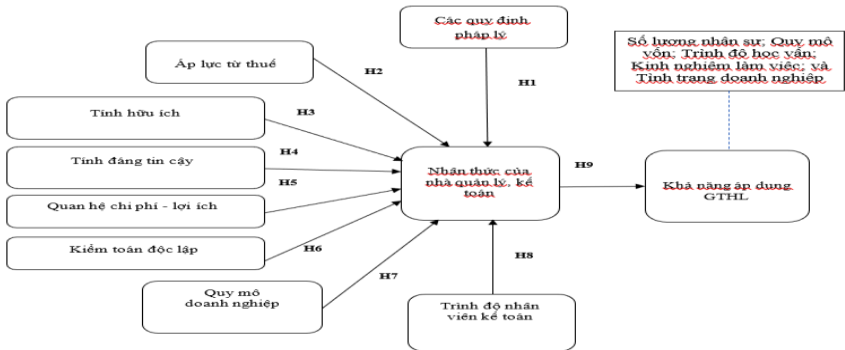 Các quy định
pháp lý
Số lượng nhân sự; Quy mô
vốn; Trình độ học vấn;
Kinh nghiệm làm việc; và
Tình trạng doanh nghiệp
Áp lực từ thuế
H2
H1
Tính hữu ích
H3
H4
Tính đáng tin cậy
H5
Nhận thức của
nhà quản lý, kế
toán
H9
Khả năng áp dụng
GTHL
Quan hệ chi phí - lợi ích
Kiểm toán độc lập
H6
H7
H8
Quy mô
doanh nghiệp
Trình độ nhân
viên kế toán